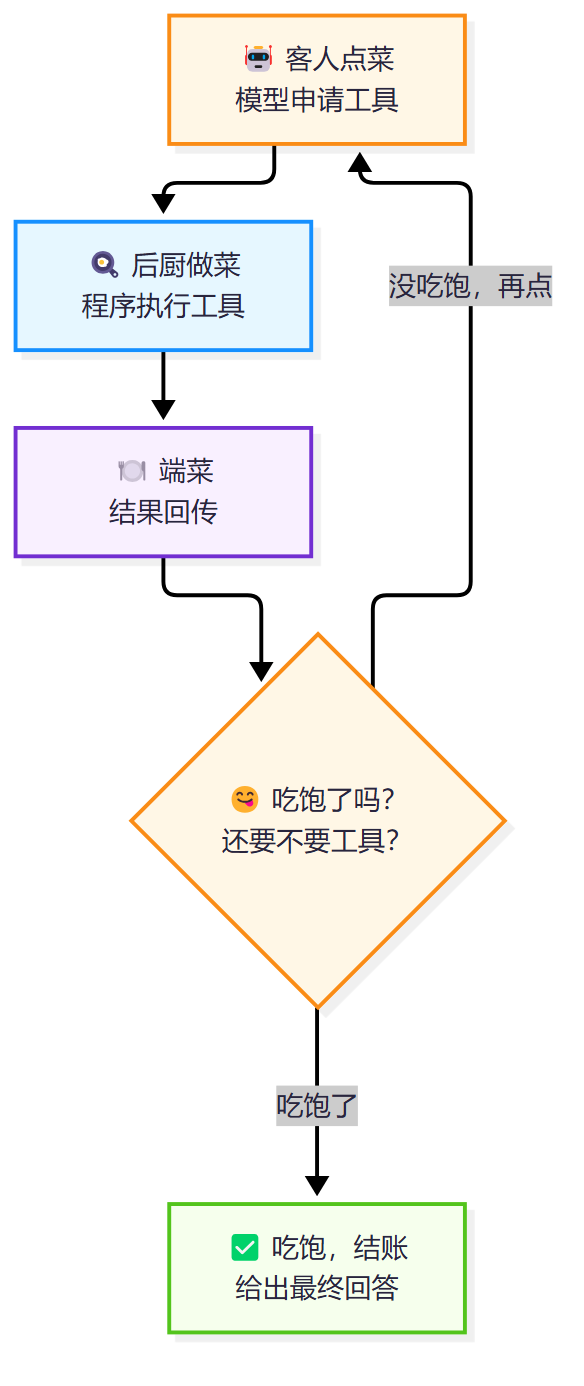 🤖 客人点菜
模型申请工具
🍳 后厨做菜
程序执行工具
没吃饱，再点
🍽️ 端菜
结果回传
😋 吃饱了吗？
还要不要工具？
吃饱了
✅ 吃饱，结账
给出最终回答